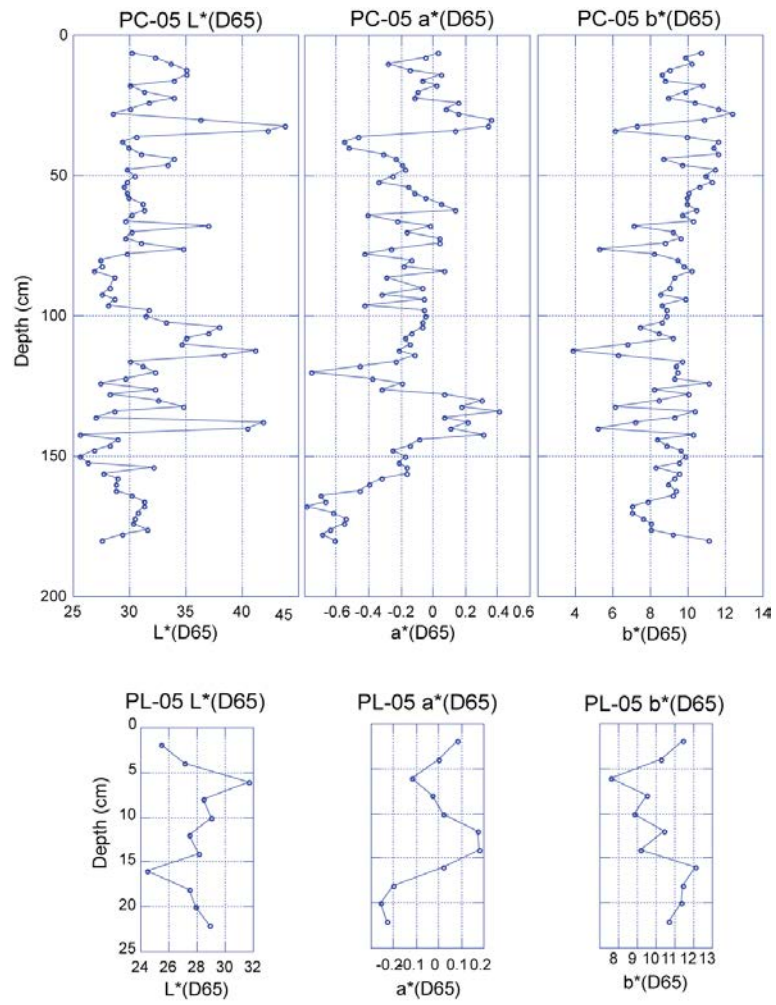 PC-05 L*(D65) PC-05 a*(D65) PC-05 b*(D65)
0
50
100
150
200
Depth (cm)
25 30 35 40 45 -0.6 -0.4 -0.2 0 0.2 0.4 0.6 4 6 8 10 12 14
L*(D65) a*(D65) b*(D65)
PL-05 L*(D65) PL-05 a*(D65) PL-05 b*(D65)
0
5
10
15
20
25
Depth (cm)
24 26 28 30 32 -0.2 -0.1 0 0.1 0.2 8 9 10 11 12 13
L*(D65) a*(D65) b*(D65)